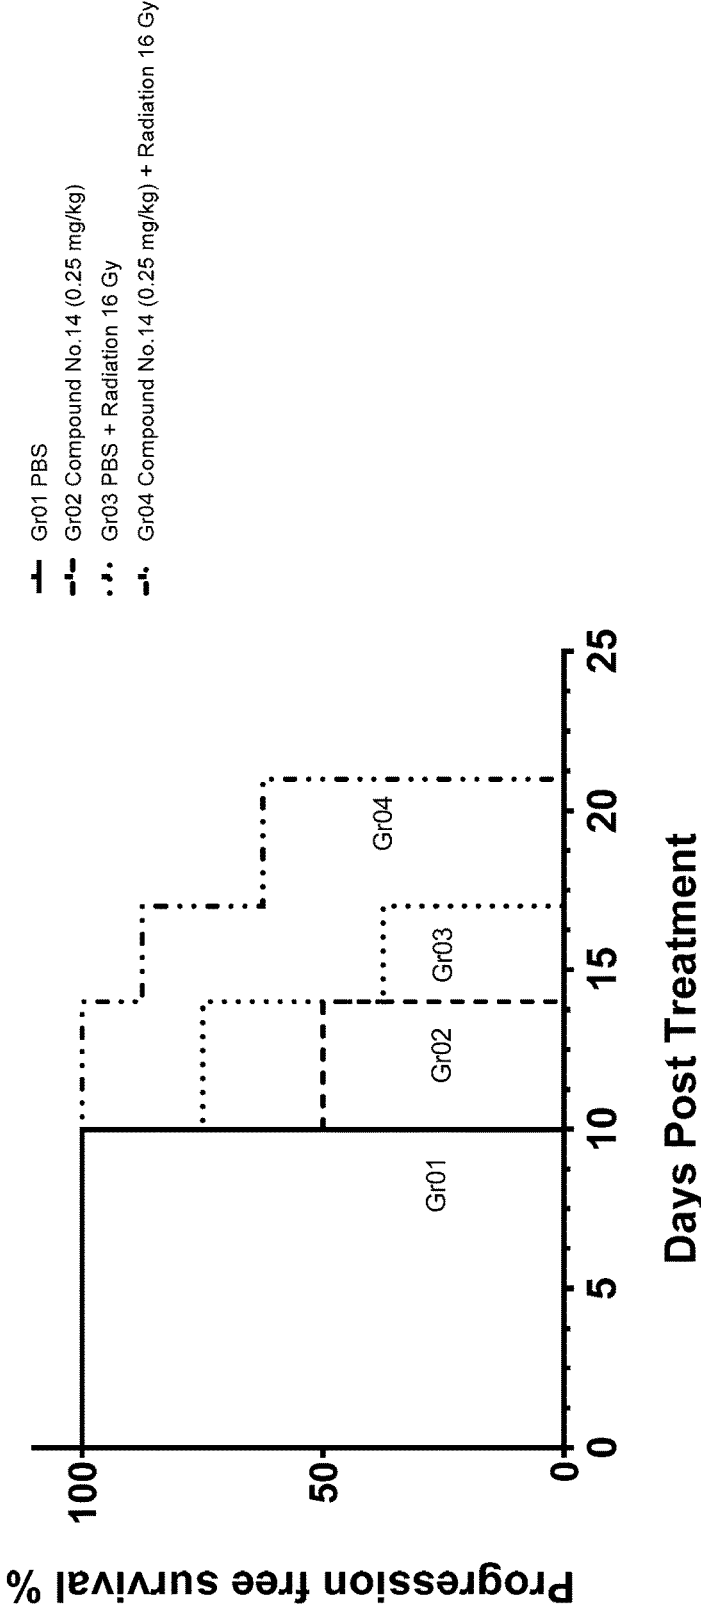 Gr01 PBS
Gr02 Compound No.14 (0.25 mg/kg)
Gr03 PBS + Radiation 16 Gy
Gr04 Compound No.14 (0.25 mg/kg) + Radiation 16 Gy
Progression free survival %
100
50
0
Gr01
Gr02
Gr03
Gr04
0
5
10
15
20
25
Days Post Treatment